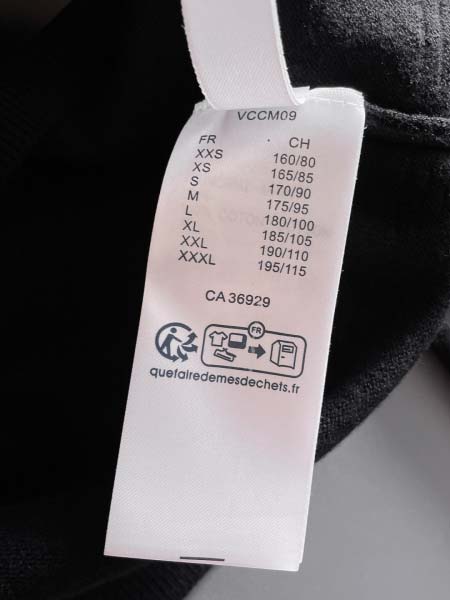 VCCM09
FR . CH
XXS 160/80
XS 165/85
S 170/90
M 175/95
L 180/100
XL 185/105
XXL 190/110
XXXL 195/115
CA 36929
FR
quefairedemesdechets.fr